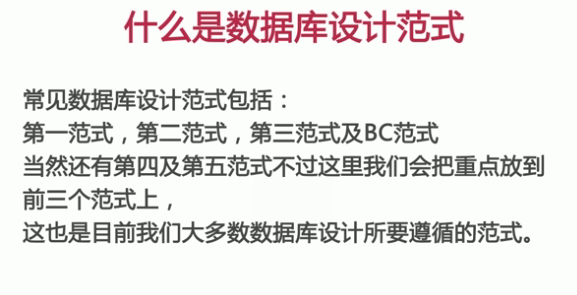 什么是数据库设计范式
常见数据库设计范式包括：
第一范式，第二范式，第三范式及BC范式
当然还有第四及第五范式不过这里我们会把重点放到
前三个范式上，
这也是目前我们大多数数据库设计所要遵循的范式。